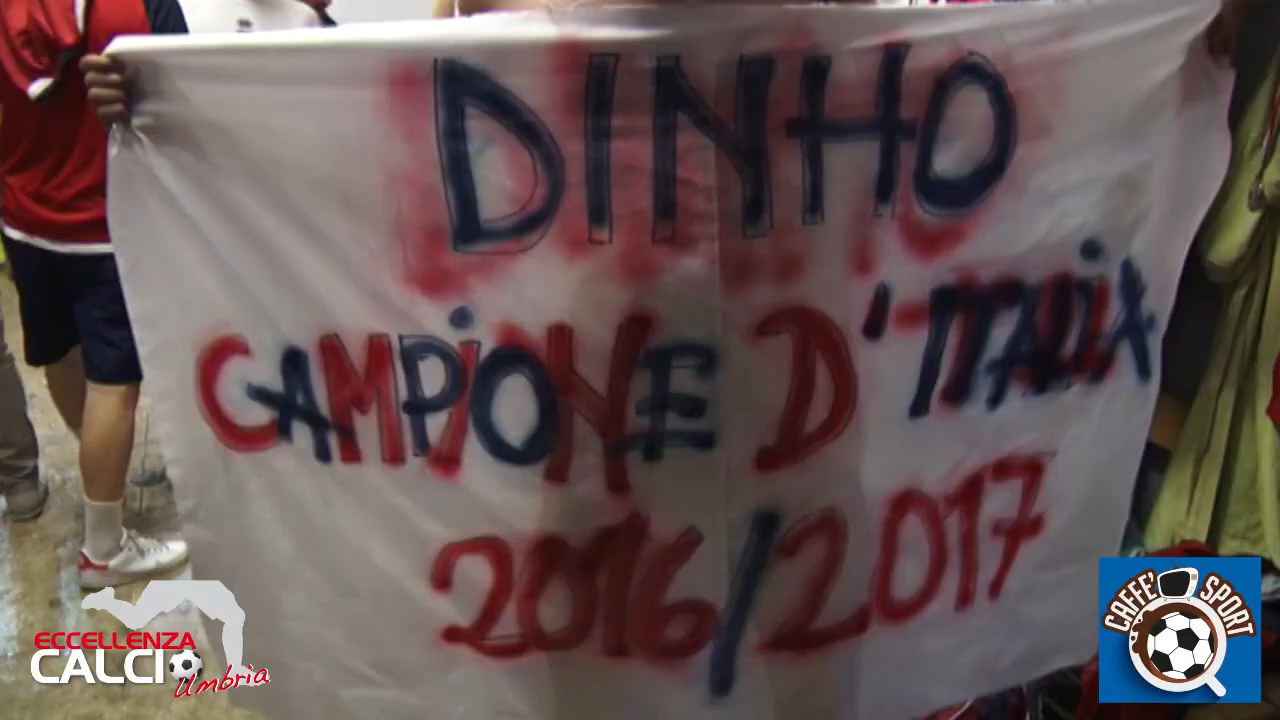 DINHO
CAMPiONE D'ITALiA
2016/2017
ECCELLENZA
CALCIO
Umbria
CAFFE' SPORT